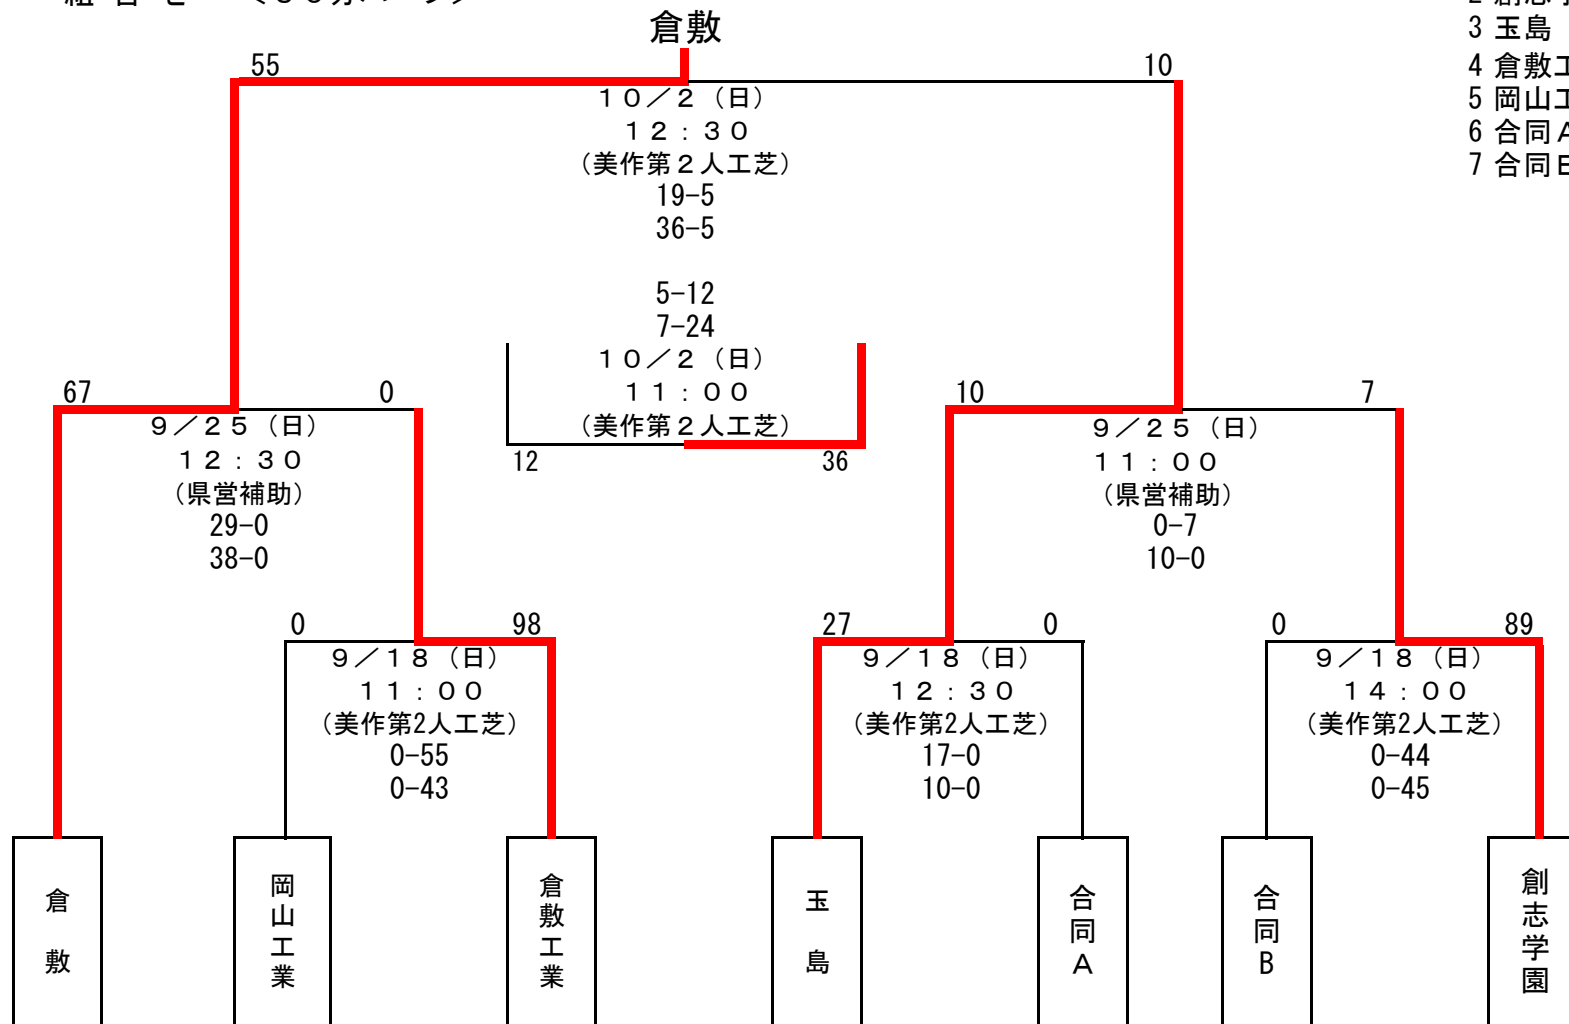 倉敷
3 玉島
4 倉敷工
5 岡山工
6 合同A
7 合同B
55
10
10/2（日）
12:30
（美作第2人工芝）
19-5
36-5
5-12
7-24
10/2（日）
11:00
（美作第2人工芝）
12
36
67
0
9/25（日）
12:30
（県営補助）
29-0
38-0
10
7
9/25（日）
11:00
（県営補助）
0-7
10-0
0
98
9/18（日）
11:00
（美作第2人工芝）
0-55
0-43
27
0
9/18（日）
12:30
（美作第2人工芝）
17-0
10-0
0
89
9/18（日）
14:00
（美作第2人工芝）
0-44
0-45
倉敷
岡山工業
倉敷工業
玉島
合同A
合同B
創志学園